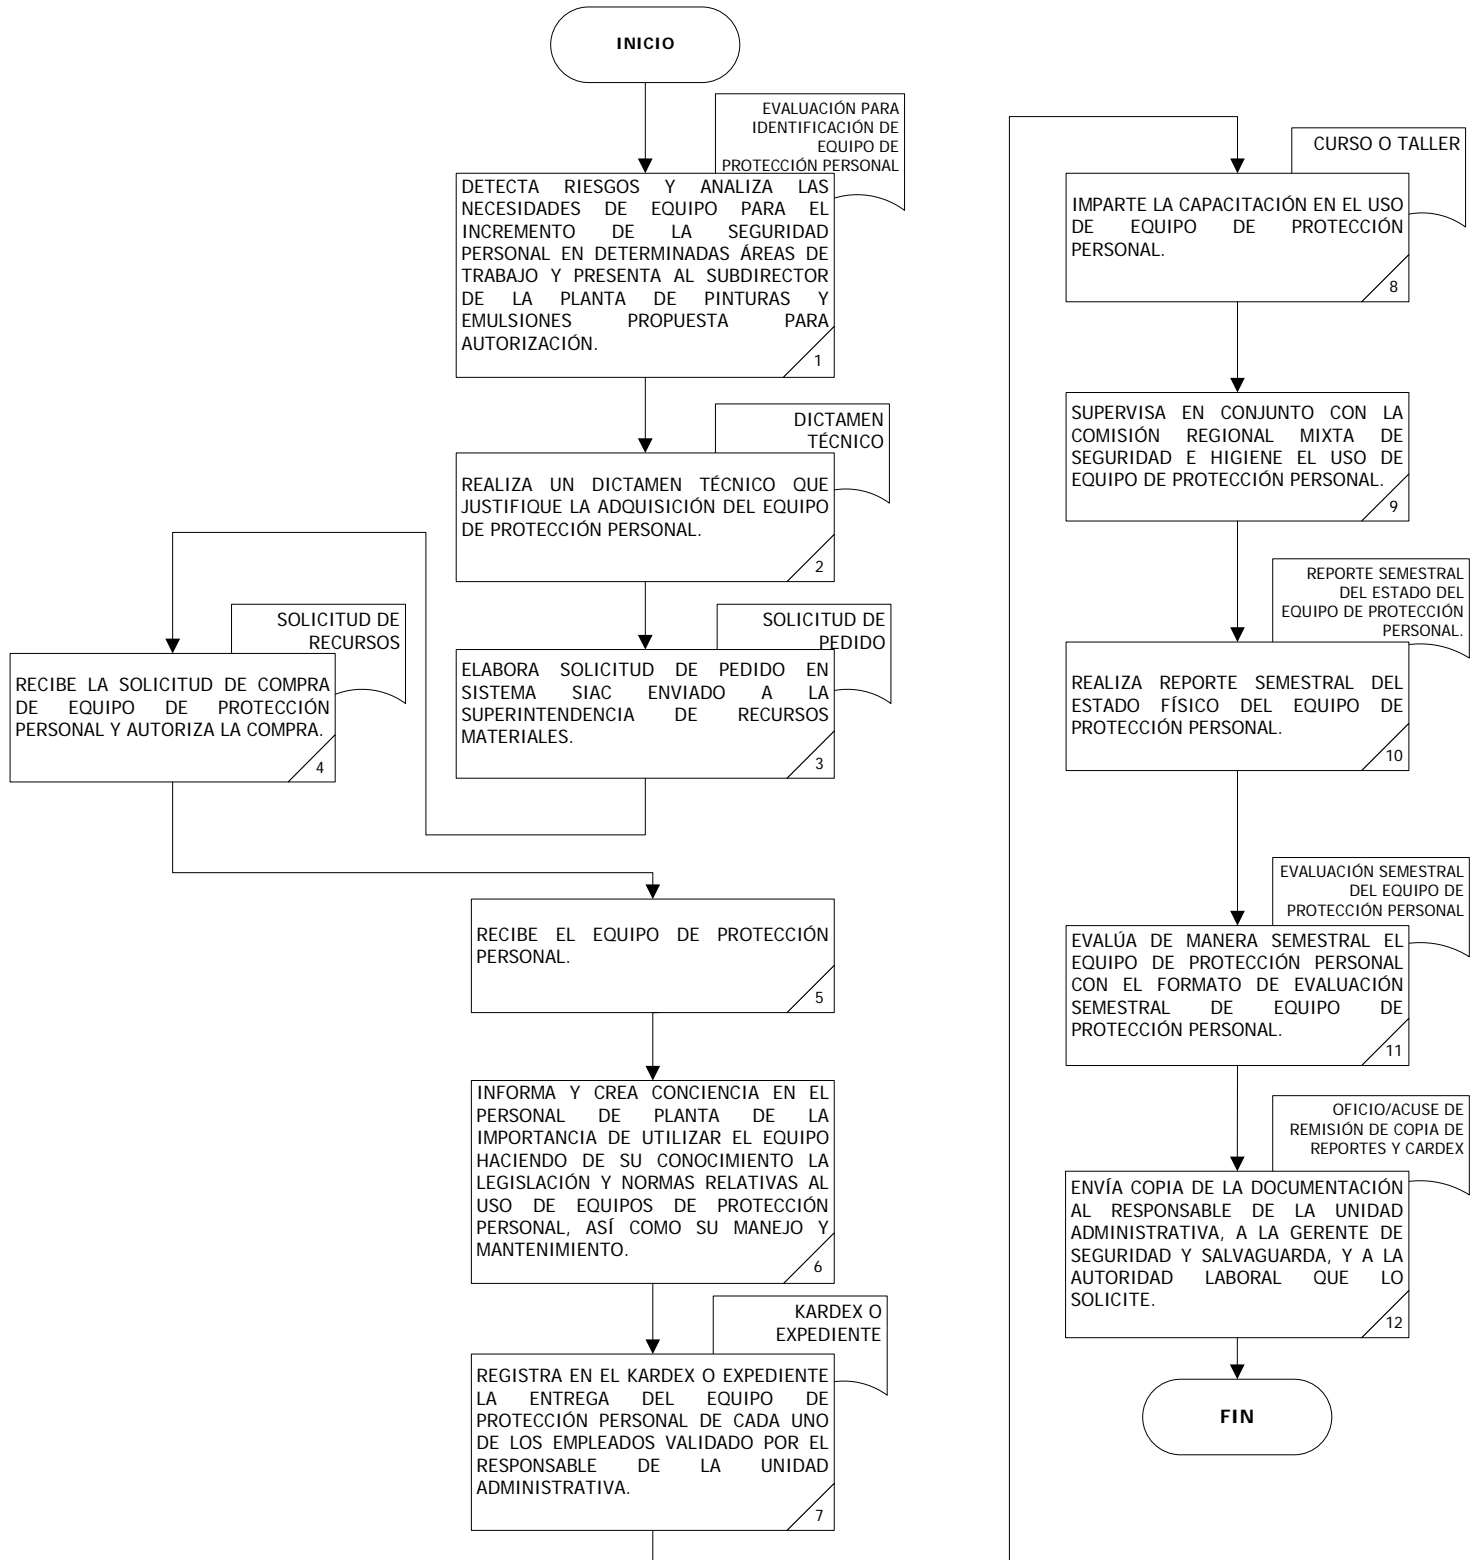 INICIO
EVALUACIÓN PARA
IDENTIFICACIÓN DE
EQUIPO DE
PROTECCIÓN PERSONAL
DETECTA RIESGOS Y ANALIZA LAS
NECESIDADES DE EQUIPO PARA EL
INCREMENTO DE LA SEGURIDAD
PERSONAL EN DETERMINADAS ÁREAS DE
TRABAJO Y PRESENTA AL SUBDIRECTOR
DE LA PLANTA DE PINTURAS Y
EMULSIONES PROPUESTA PARA
AUTORIZACIÓN.
1
DICTAMEN
TÉCNICO
REALIZA UN DICTAMEN TÉCNICO QUE
JUSTIFIQUE LA ADQUISICIÓN DEL EQUIPO
DE PROTECCIÓN PERSONAL.
2
SOLICITUD DE
PEDIDO
ELABORA SOLICITUD DE PEDIDO EN
SISTEMA SIAC ENVIADO A LA
SUPERINTENDENCIA DE RECURSOS
MATERIALES.
3
SOLICITUD DE
RECURSOS
RECIBE LA SOLICITUD DE COMPRA
DE EQUIPO DE PROTECCIÓN
PERSONAL Y AUTORIZA LA COMPRA.
4
RECIBE EL EQUIPO DE PROTECCIÓN
PERSONAL.
5
INFORMA Y CREA CONCIENCIA EN EL
PERSONAL DE PLANTA DE LA
IMPORTANCIA DE UTILIZAR EL EQUIPO
HACIENDO DE SU CONOCIMIENTO LA
LEGISLACIÓN Y NORMAS RELATIVAS AL
USO DE EQUIPOS DE PROTECCIÓN
PERSONAL, ASÍ COMO SU MANEJO Y
MANTENIMIENTO.
6
KARDEX O
EXPEDIENTE
REGISTRA EN EL KARDEX O EXPEDIENTE
LA ENTREGA DEL EQUIPO DE
PROTECCIÓN PERSONAL DE CADA UNO
DE LOS EMPLEADOS VALIDADO POR EL
RESPONSABLE DE LA UNIDAD
ADMINISTRATIVA.
7
CURSO O TALLER
IMPARTE LA CAPACITACIÓN EN EL USO
DE EQUIPO DE PROTECCIÓN
PERSONAL.
8
SUPERVISA EN CONJUNTO CON LA
COMISIÓN REGIONAL MIXTA DE
SEGURIDAD E HIGIENE EL USO DE
EQUIPO DE PROTECCIÓN PERSONAL.
9
REPORTE SEMESTRAL
DEL ESTADO DEL
EQUIPO DE PROTECCIÓN
PERSONAL.
REALIZA REPORTE SEMESTRAL DEL
ESTADO FÍSICO DEL EQUIPO DE
PROTECCIÓN PERSONAL.
10
EVALUACIÓN SEMESTRAL
DEL EQUIPO DE
PROTECCIÓN PERSONAL
EVALÚA DE MANERA SEMESTRAL EL
EQUIPO DE PROTECCIÓN PERSONAL
CON EL FORMATO DE EVALUACIÓN
SEMESTRAL DE EQUIPO DE
PROTECCIÓN PERSONAL.
11
OFICIO/ACUSE DE
REMISIÓN DE COPIA DE
REPORTES Y CARDEX
ENVÍA COPIA DE LA DOCUMENTACIÓN
AL RESPONSABLE DE LA UNIDAD
ADMINISTRATIVA, A LA GERENTE DE
SEGURIDAD Y SALVAGUARDA, Y A LA
AUTORIDAD LABORAL QUE LO
SOLICITE.
12
FIN